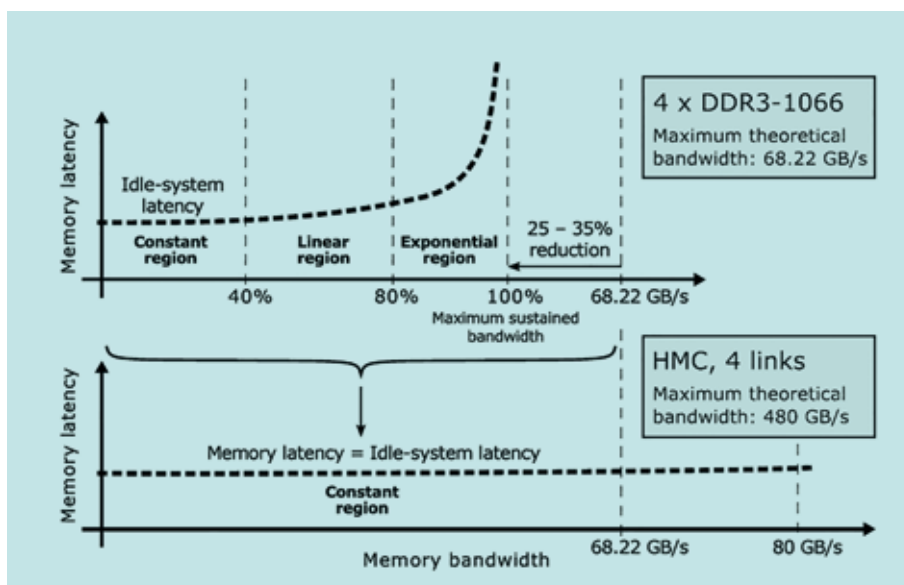 4 x DDR3-1066
Maximum theoretical
bandwidth: 68.22 GB/s
Memory latency
Idle-system
latency
Constant
region
Linear
region
Exponential
region
25 – 35%
reduction
40%
80%
100%
68.22 GB/s
Maximum sustained
bandwidth
HMC, 4 links
Maximum theoretical
bandwidth: 480 GB/s
Memory latency
Memory latency = Idle-system latency
Constant
region
68.22 GB/s
80 GB/s
Memory bandwidth